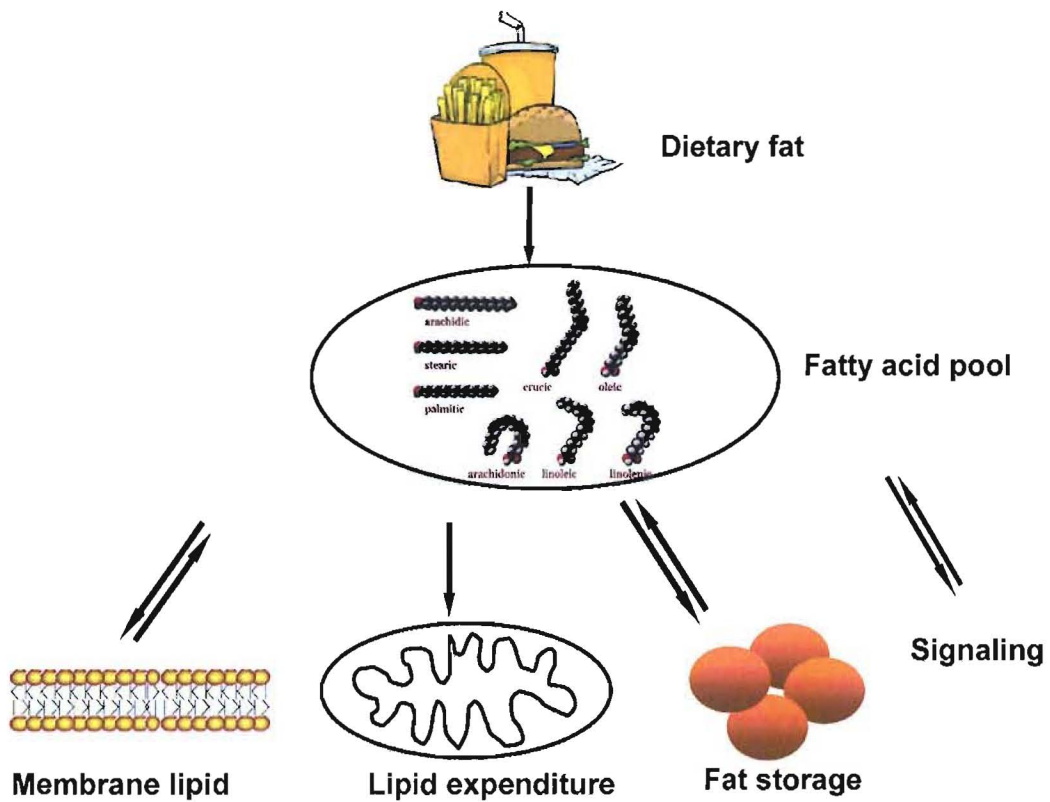 Dietary fat
Fatty acid pool
arachidic
stearic
palmitic
erucic
oleic
arachidonic
linoleic
linolenic
Signaling
Membrane lipid
Lipid expenditure
Fat storage